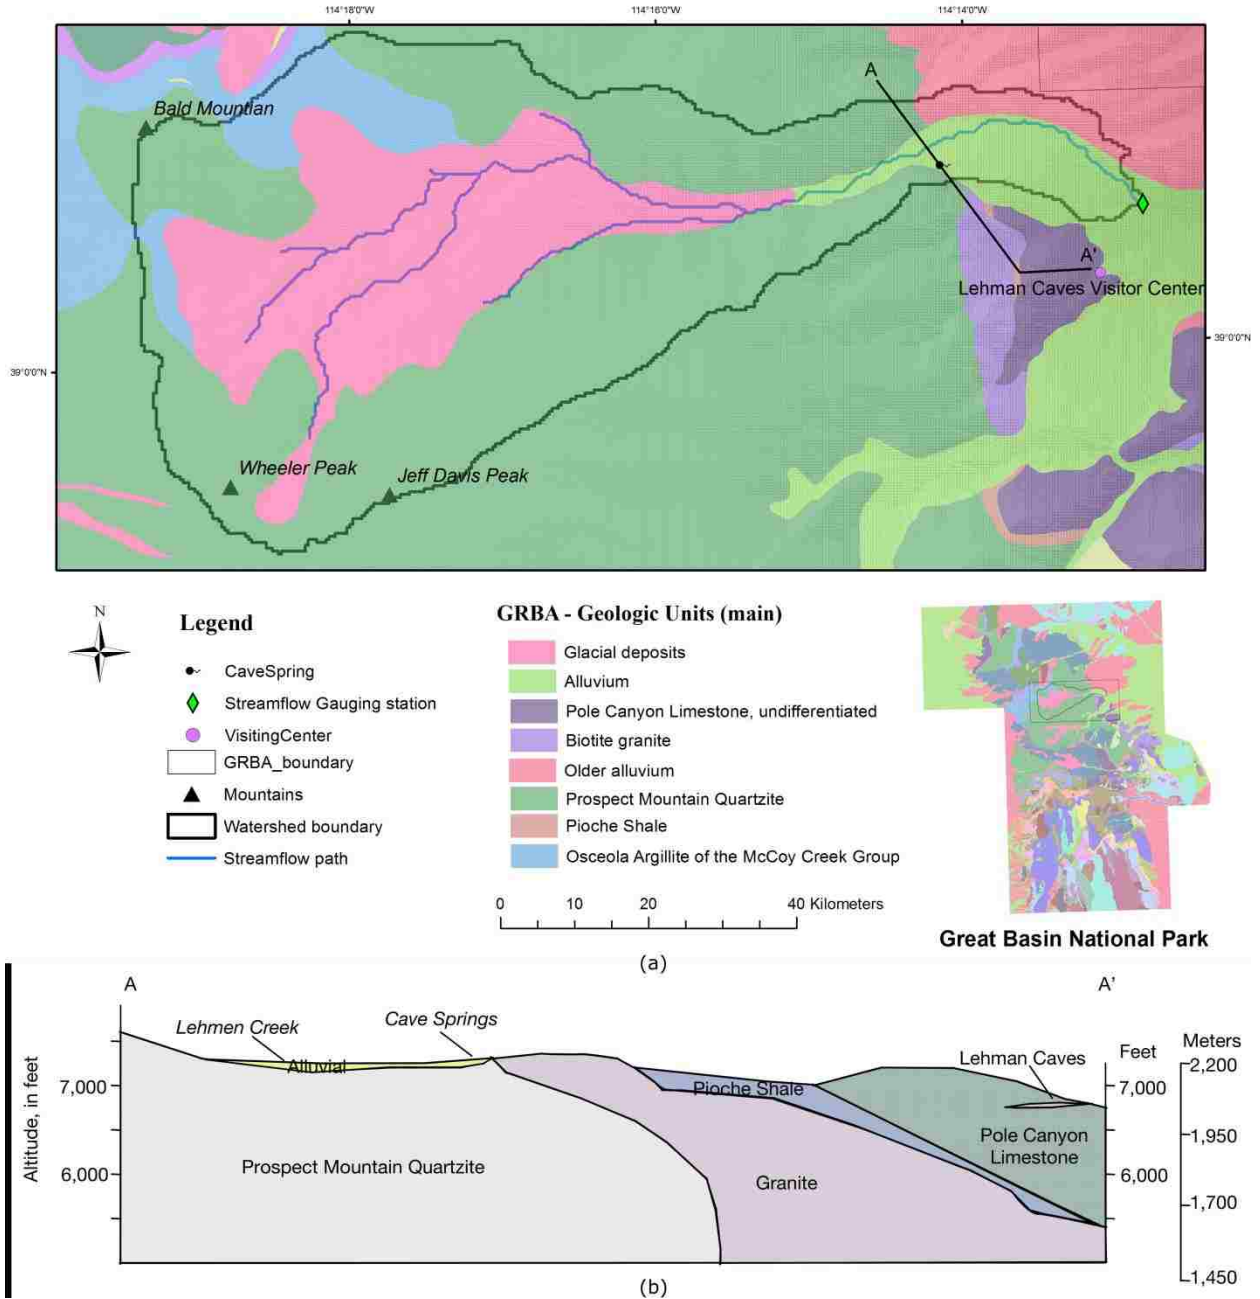 114°18'0"W
114°16'0"W
114°14'0"W
A
Bald Mountian
A'
Lehman Caves Visitor Center
39°0'0"N
39°0'0"N
Wheeler Peak
Jeff Davis Peak
N
Legend
CaveSpring
Streamflow Gauging station
VisitingCenter
GRBA_boundary
Mountains
Watershed boundary
Streamflow path
GRBA - Geologic Units (main)
Glacial deposits
Alluvium
Pole Canyon Limestone, undifferentiated
Biotite granite
Older alluvium
Prospect Mountain Quartzite
Pioche Shale
Osceola Argillite of the McCoy Creek Group
0 10 20 40 Kilometers
Great Basin National Park
(a)
A
A'
Lehmen Creek
Cave Springs
Alluvial
Pioche Shale
Lehman Caves
Feet
Meters
2,200
7,000
7,000
Altitude, in feet
1,950
Pole Canyon
Limestone
Prospect Mountain Quartzite
Granite
6,000
6,000
1,700
1,450
(b)